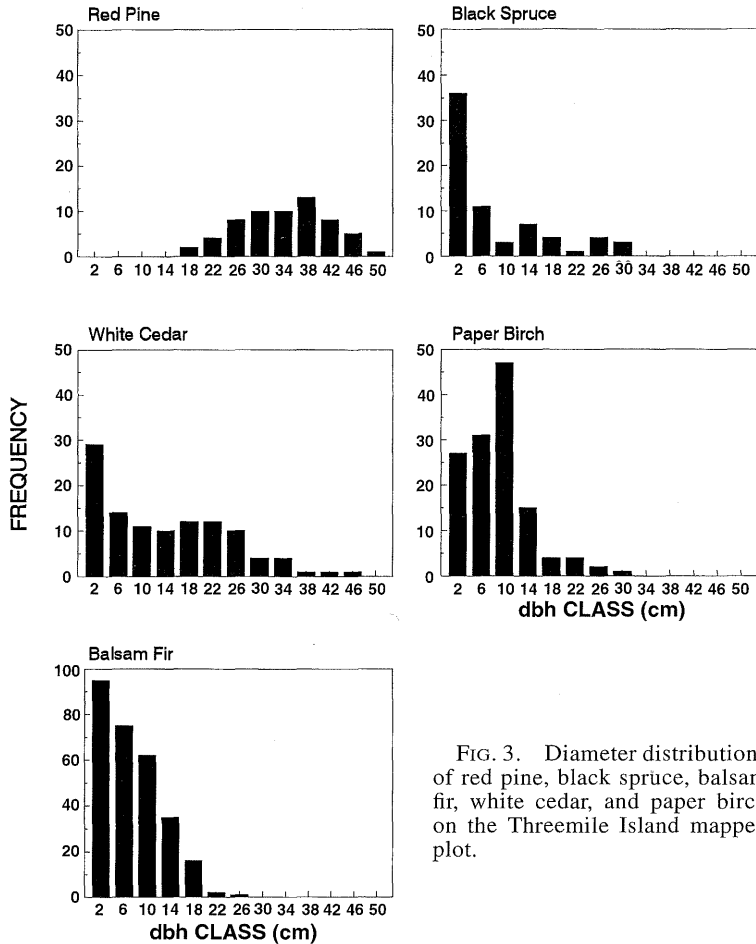 Red Pine
50
40
30
20
10
0
2 6 10 14 18 22 26 30 34 38 42 46 50
Black Spruce
50
40
30
20
10
0
2 6 10 14 18 22 26 30 34 38 42 46 50
FREQUENCY
White Cedar
50
40
30
20
10
0
2 6 10 14 18 22 26 30 34 38 42 46 50
Paper Birch
50
40
30
20
10
0
2 6 10 14 18 22 26 30 34 38 42 46 50
dbh CLASS (cm)
Balsam Fir
100
80
60
40
20
0
2 6 10 14 18 22 26 30 34 38 42 46 50
dbh CLASS (cm)
FIG. 3. Diameter distribution
of red pine, black spruce, balsar
fir, white cedar, and paper birc
on the Threemile Island mappe
plot.